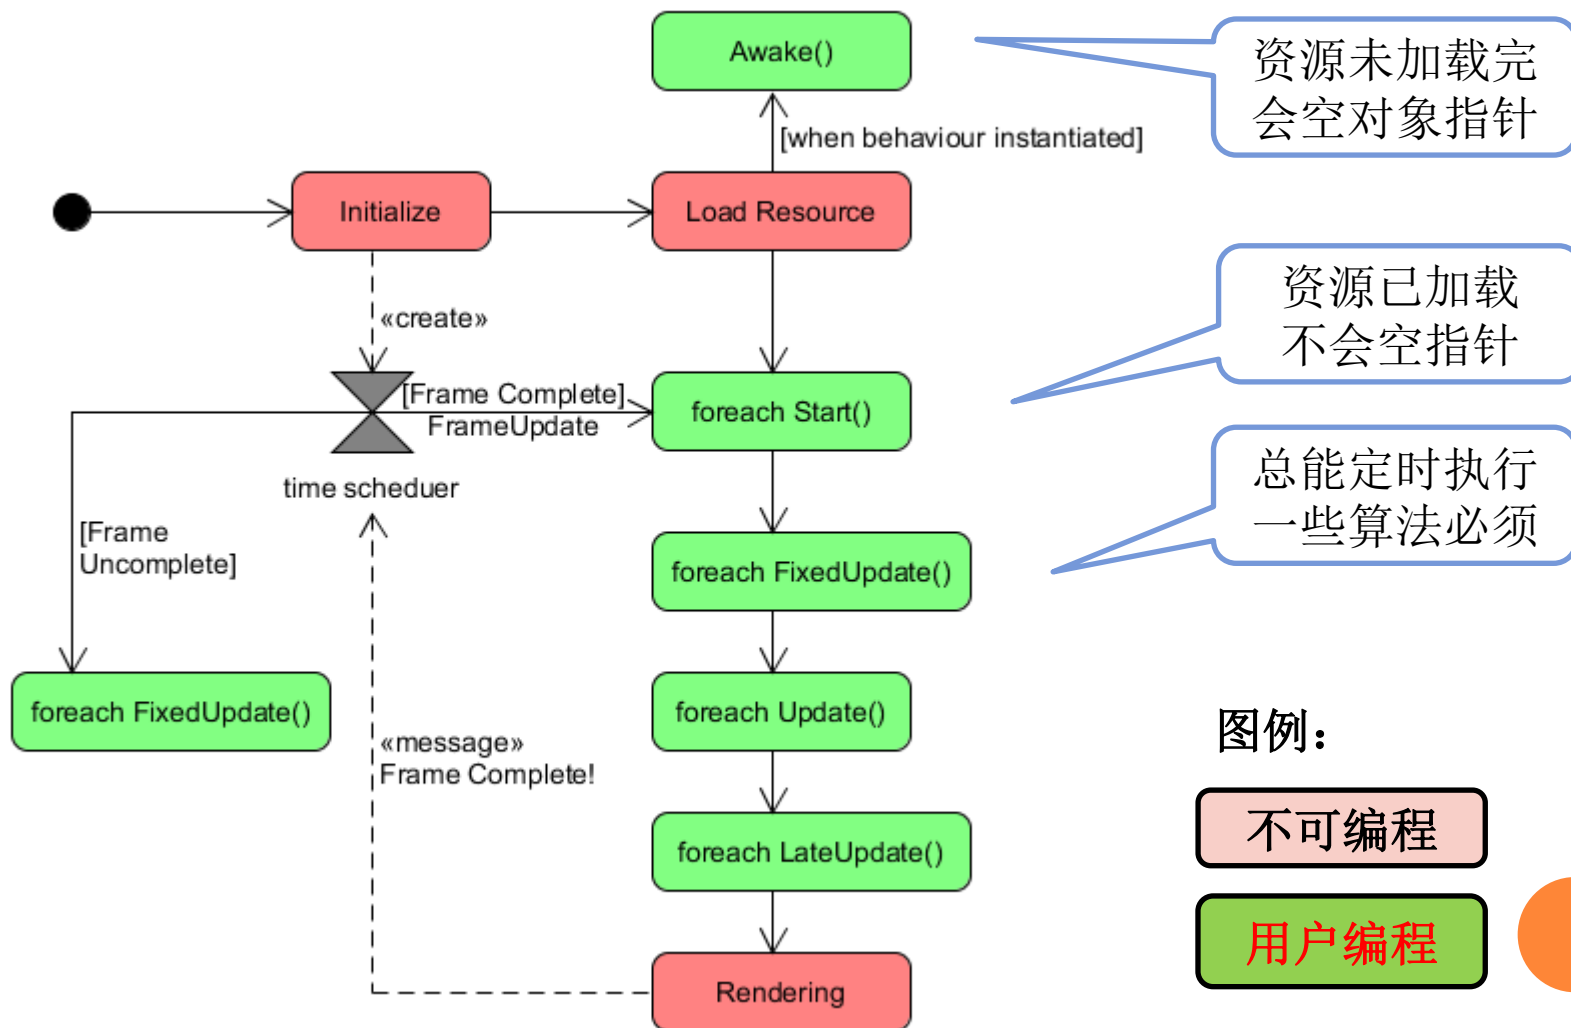 Awake()
资源未加载完
会空对象指针
[when behaviour instantiated]
Initialize
Load Resource
资源已加载
不会空指针
«create»
[Frame Complete]
FrameUpdate
foreach Start()
time scheduer
总能定时执行
一些算法必须
[Frame
Uncomplete]
foreach FixedUpdate()
foreach FixedUpdate()
foreach Update()
«message»
Frame Complete!
图例：
不可编程
foreach LateUpdate()
用户编程
Rendering